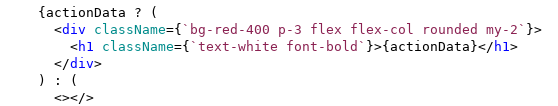 {actionData ? (
<div className={`bg-red-400 p-3 flex flex-col rounded my-2`}>
<h1 className={`text-white font-bold`}>{actionData}</h1>
</div>
) : (
<></>